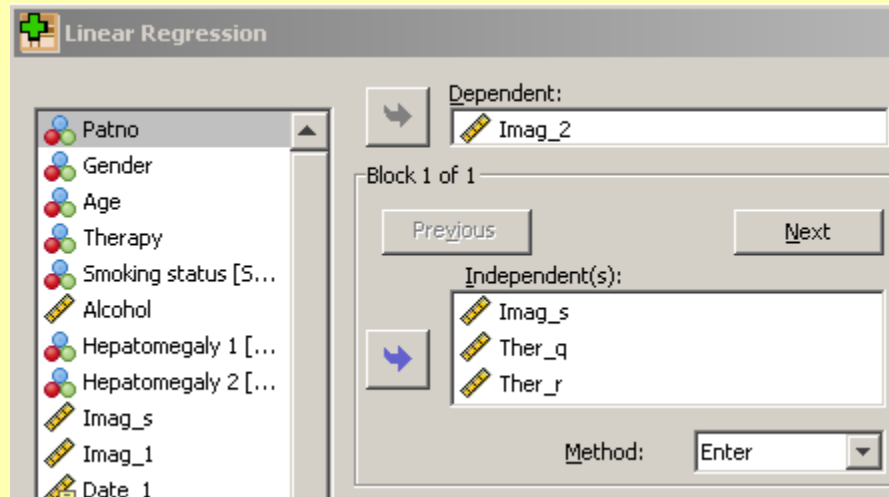 Linear Regression
Patno
Gender
Age
Therapy
Smoking status [S...
Alcohol
Hepatomegaly 1 [...
Hepatomegaly 2 [...
Imag_s
Imag_1
Date_1
Dependent:
Imag_2
Block 1 of 1
Previous
Next
Independent(s):
Imag_s
Ther_q
Ther_r
Method:
Enter